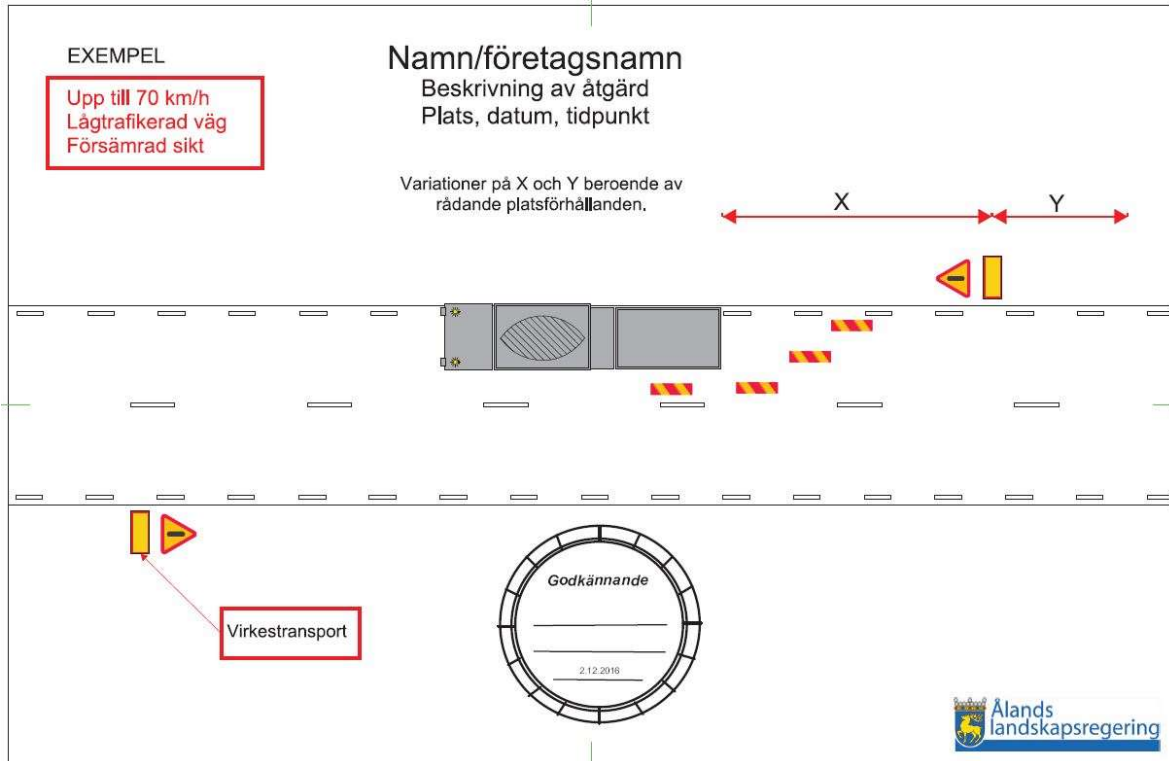 EXEMPEL
Upp till 70 km/h
Lågtrafikerad väg
Försämrad sikt
Namn/företagsnamn
Beskrivning av åtgärd
Plats, datum, tidpunkt
Variationer på X och Y beroende av
rådande platsförhållanden.
X
Y
Virkestransport
Godkännande
2.12.2016
Ålands
landskapsregering